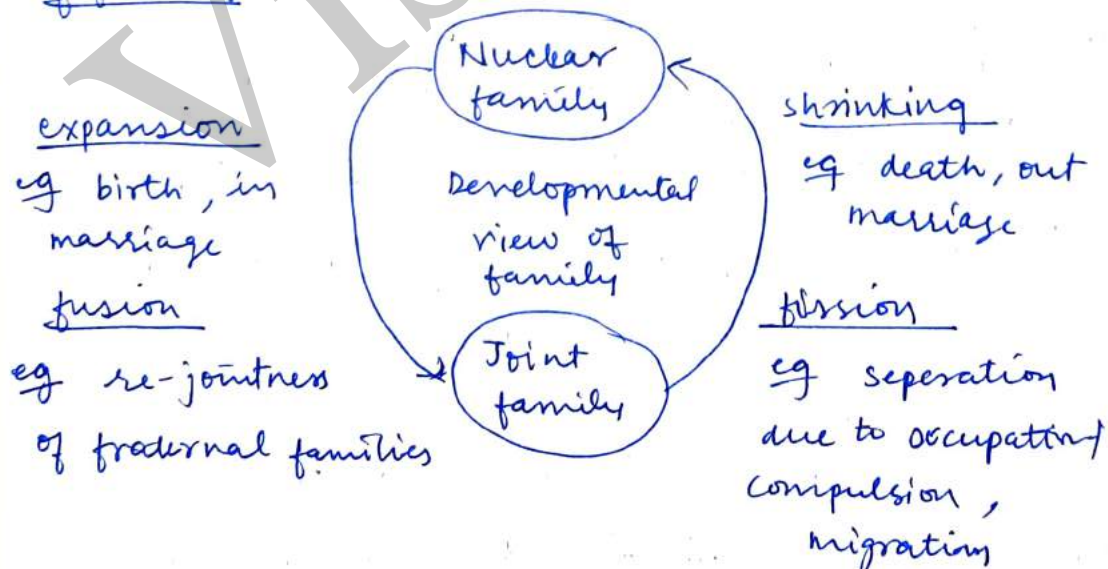 Nuclear
family
expansion
eg birth, in
marriage
fusion
eg re-jointness
of fraternal families
Developmental
view of
family
Joint
family
shrinking
eg death, out
marriage
fission
eg seperation
due to occupation/
compulsion,
migration